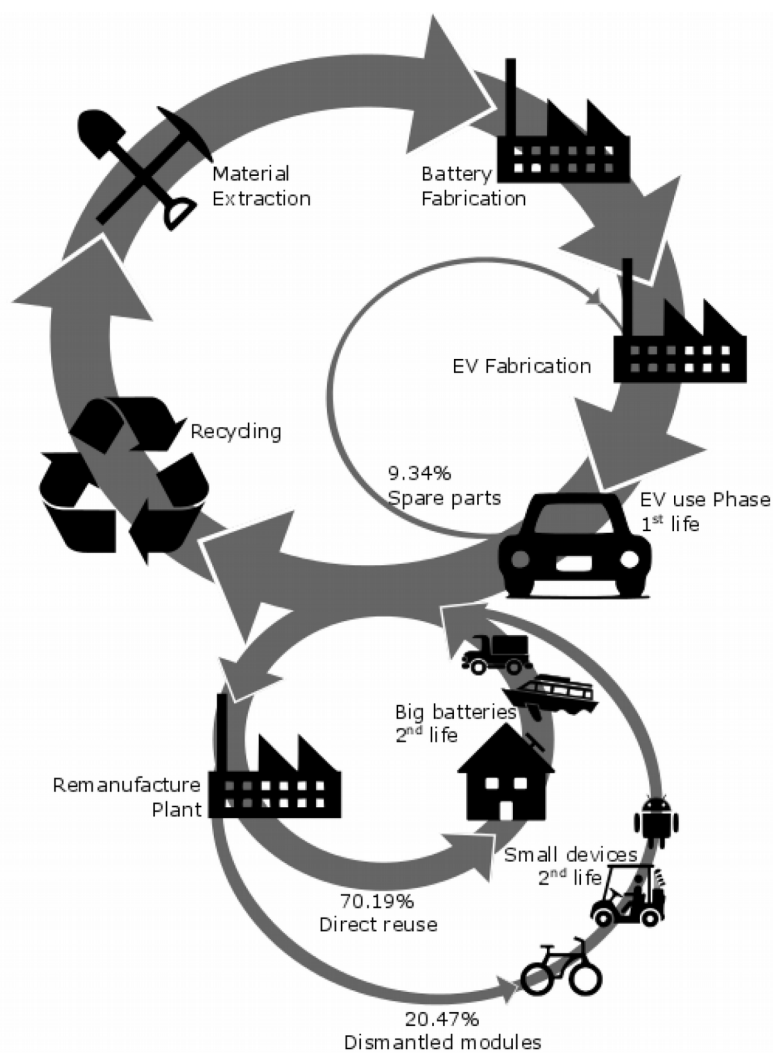 Material
Extraction
Battery
Fabrication
EV Fabrication
Recycling
9.34%
Spare parts
EV use Phase
1st life
Big batteries
2nd life
Remanufacture
Plant
Small devices
2nd life
70.19%
Direct reuse
20.47%
Dismantled modules